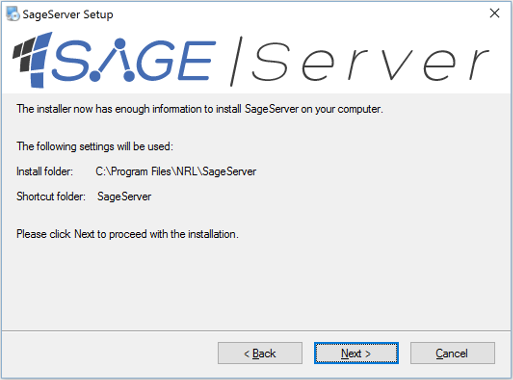 SageServer Setup
SAGE/Server
The installer now has enough information to install SageServer on your computer.
The following settings will be used:
Install folder: C:\Program Files\NRL\SageServer
Shortcut folder: SageServer
Please click Next to proceed with the installation.
< Back Next > Cancel